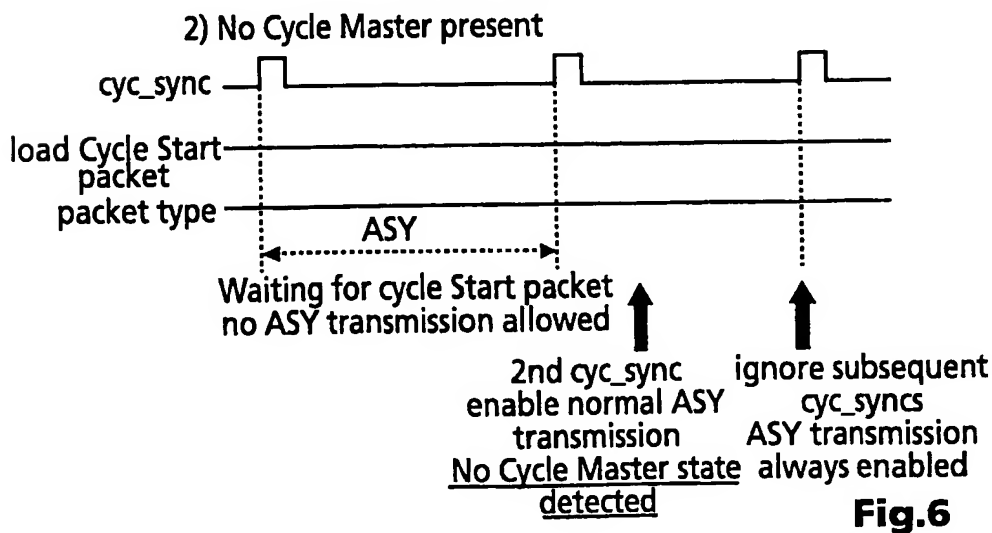 2) No Cycle Master present
cyc_sync
load Cycle Start
packet
packet type
ASY
Waiting for cycle Start packet
no ASY transmission allowed
2nd cyc_sync
enable normal ASY
transmission
No Cycle Master state
detected
ignore subsequent
cyc_syncs
ASY transmission
always enabled
Fig.6